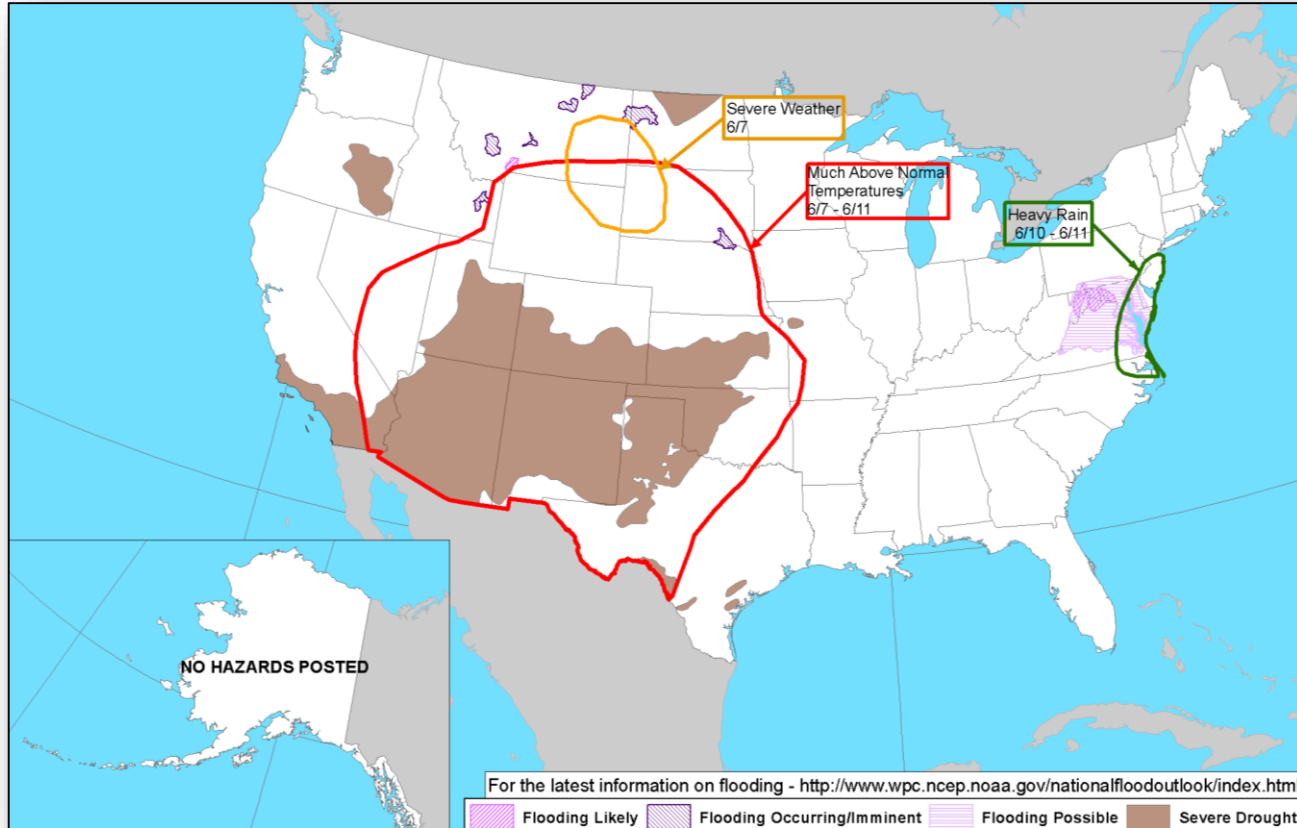 Severe Weather
6/7
Much Above Normal
Temperatures
6/7 - 6/11
Heavy Rain
6/10 - 6/11
NO HAZARDS POSTED
For the latest information on flooding - http://www.wpc.ncep.noaa.gov/nationalfloodoutlook/index.html
Flooding Likely
Flooding Occurring/Imminent
Flooding Possible
Severe Drought